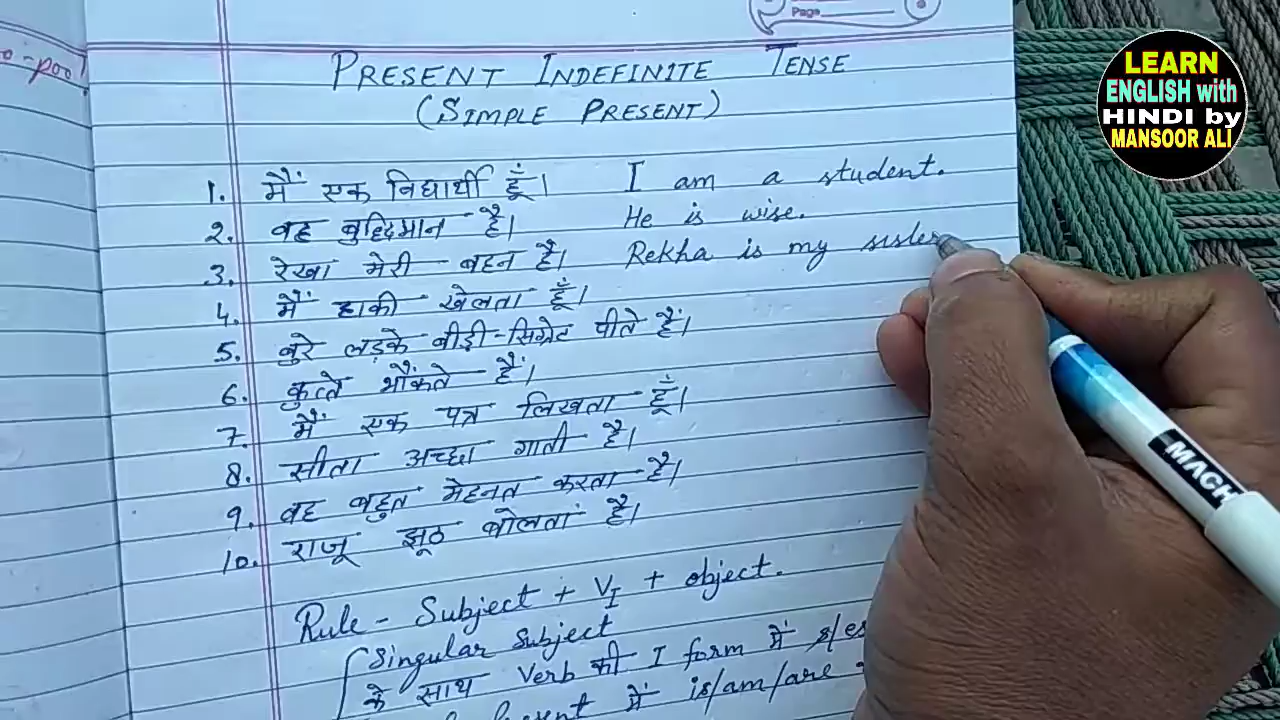 Page
LEARN
ENGLISH with
HINDI by
MANSOOR ALI
PRESENT INDEFINITE TENSE
(SIMPLE PRESENT)
1. मैं एक विद्यार्थी हूँ। I am a student.
2. वह बुद्धिमान है। He is wise.
3. रेखा मेरी बहन है। Rekha is my sister
4. मैं हाकी खेलता हूँ।
5. बुरे लड़के बीड़ी-सिग्रेट पीते हैं।
6. कुत्ते भौंकते हैं।
7. मैं एक पत्र लिखता हूँ।
8. सीता अच्छा गाती है।
9. वह बहुत मेहनत करता है।
10. राजू झूठ बोलता है।
Rule - Subject + V I + object.
Singular subject
के साथ Verb की I form में s/es
Present में is/am/are
MACH